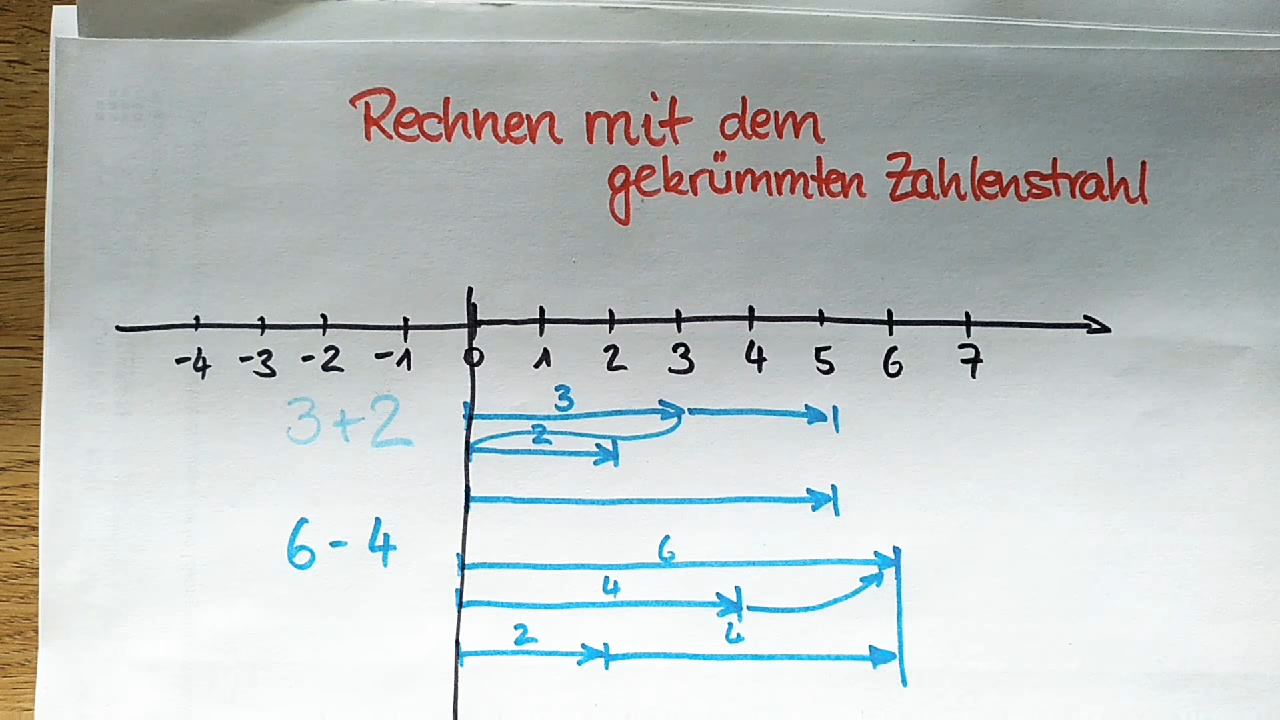 Rechnen mit dem
gekrümmten Zahlenstrahl
-4 -3 -2 -1 0 1 2 3 4 5 6 7
3+2
3
2
6-4
6
4
2 4